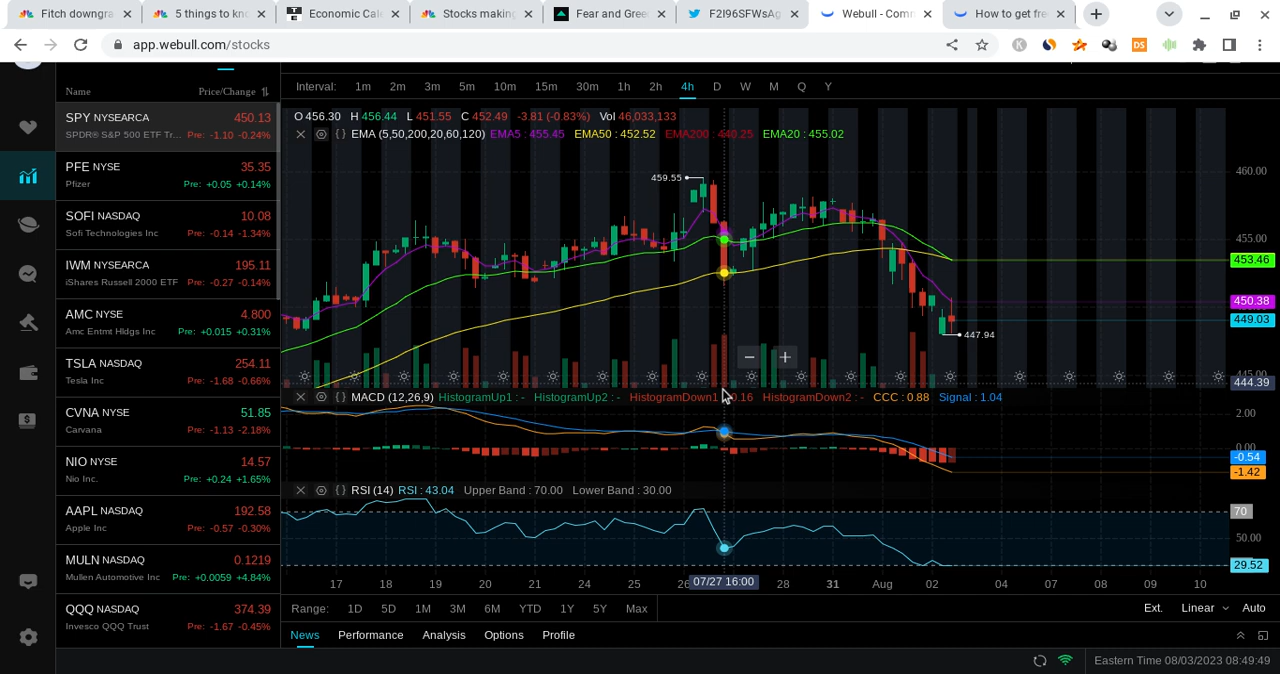 Fitch downgra
5 things to kno
Economic Cale
Stocks making
Fear and Gree
F2I96SFWsAg
Webull - Comm
How to get fre
app.webull.com/stocks
Interval: 1m 2m 3m 5m 10m 15m 30m 1h 2h 4h D W M Q Y
Name Price/Change
SPY NYSEARCA 450.13
SPDR® S&P 500 ETF Tr... Pre: -1.10 -0.24%
PFE NYSE 35.35
Pfizer Pre: +0.05 +0.14%
SOFI NASDAQ 10.08
Sofi Technologies Inc Pre: -0.14 -1.34%
IWM NYSEARCA 195.11
iShares Russell 2000 ETF Pre: -0.27 -0.14%
AMC NYSE 4.800
Amc Entmt Hldgs Inc Pre: +0.015 +0.31%
TSLA NASDAQ 254.11
Tesla Inc Pre: -1.68 -0.66%
CVNA NYSE 51.85
Carvana Pre: -1.13 -2.18%
NIO NYSE 14.57
Nio Inc. Pre: +0.24 +1.65%
AAPL NASDAQ 192.58
Apple Inc Pre: -0.57 -0.30%
MULN NASDAQ 0.1219
Mullen Automotive Inc Pre: +0.0059 +4.84%
QQQ NASDAQ 374.39
Invesco QQQ Trust Pre: -1.67 -0.45%
O 456.30 H 456.44 L 451.55 C 452.49 -3.81 (-0.83%) Vol 46,033,133
EMA (5,50,200,20,60,120) EMA5 : 455.45 EMA50 : 452.52 EMA200 : 440.25 EMA20 : 455.02
459.55
447.94
460.00
455.00
453.46
450.38
449.03
445.00
444.39
MACD (12,26,9) HistogramUp1 : - HistogramUp2 : - HistogramDown1 : -0.16 HistogramDown2 : - CCC : 0.88 Signal : 1.04
2.00
0.00
-0.54
-1.42
RSI (14) RSI : 43.04 Upper Band : 70.00 Lower Band : 30.00
70
50.00
29.52
17 18 19 20 21 24 25 26 07/27 16:00 28 31 Aug 02 04 07 08 09 10
Range: 1D 5D 1M 3M 6M YTD 1Y 5Y Max Ext. Linear Auto
News Performance Analysis Options Profile
Eastern Time 08/03/2023 08:49:49